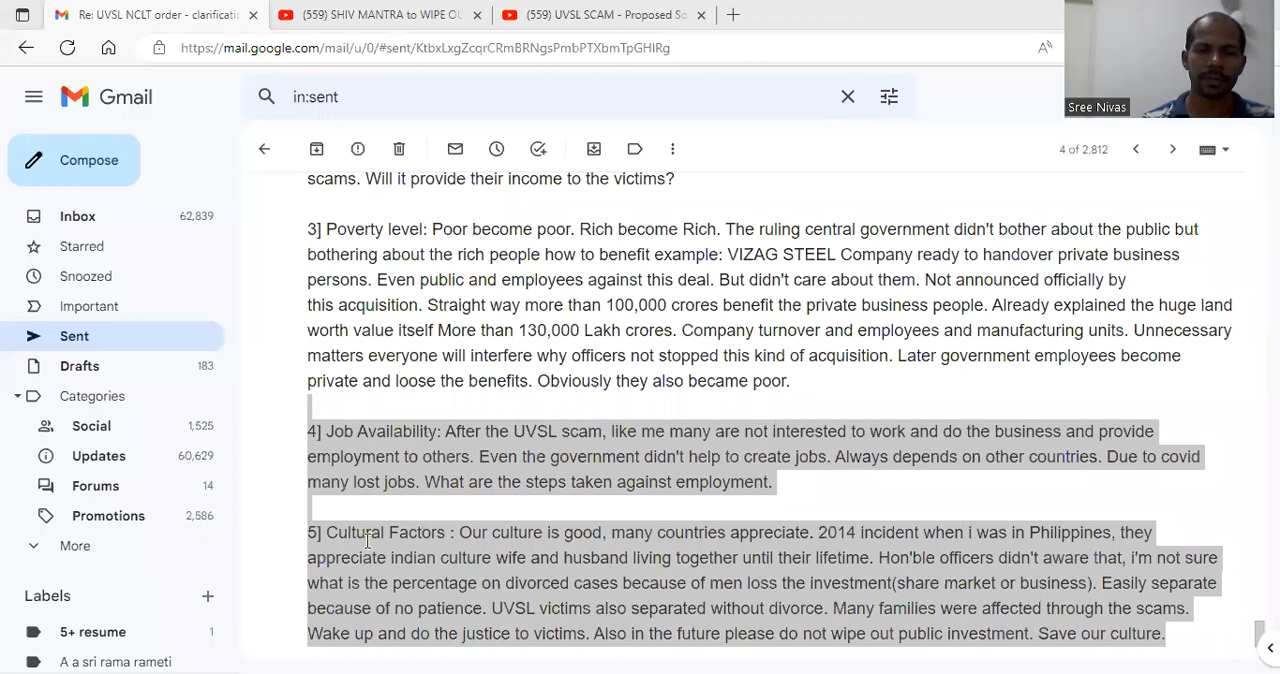 Re: UVSL NCLT order - clarificati
(559) SHIV MANTRA to WIPE OU
(559) UVSL SCAM - Proposed Sc
https://mail.google.com/mail/u/0/#sent/KtbxLxgZcqrCRmBRNgsPmbPTXbmTpGHlRg
Sree Nivas
Gmail
in:sent
Compose
4 of 2,812
Inbox 62,839
Starred
Snoozed
Important
Sent
Drafts 183
Categories
Social 1,525
Updates 60,629
Forums 14
Promotions 2,586
More
Labels
5+ resume 1
A a sri rama rameti
scams. Will it provide their income to the victims?
3] Poverty level: Poor become poor. Rich become Rich. The ruling central government didn't bother about the public but
bothering about the rich people how to benefit example: VIZAG STEEL Company ready to handover private business
persons. Even public and employees against this deal. But didn't care about them. Not announced officially by
this acquisition. Straight way more than 100,000 crores benefit the private business people. Already explained the huge land
worth value itself More than 130,000 Lakh crores. Company turnover and employees and manufacturing units. Unnecessary
matters everyone will interfere why officers not stopped this kind of acquisition. Later government employees become
private and loose the benefits. Obviously they also became poor.
4] Job Availability: After the UVSL scam, like me many are not interested to work and do the business and provide
employment to others. Even the government didn't help to create jobs. Always depends on other countries. Due to covid
many lost jobs. What are the steps taken against employment.
5] Cultural Factors : Our culture is good, many countries appreciate. 2014 incident when i was in Philippines, they
appreciate indian culture wife and husband living together until their lifetime. Hon'ble officers didn't aware that, i'm not sure
what is the percentage on divorced cases because of men loss the investment(share market or business). Easily separate
because of no patience. UVSL victims also separated without divorce. Many families were affected through the scams.
Wake up and do the justice to victims. Also in the future please do not wipe out public investment. Save our culture.